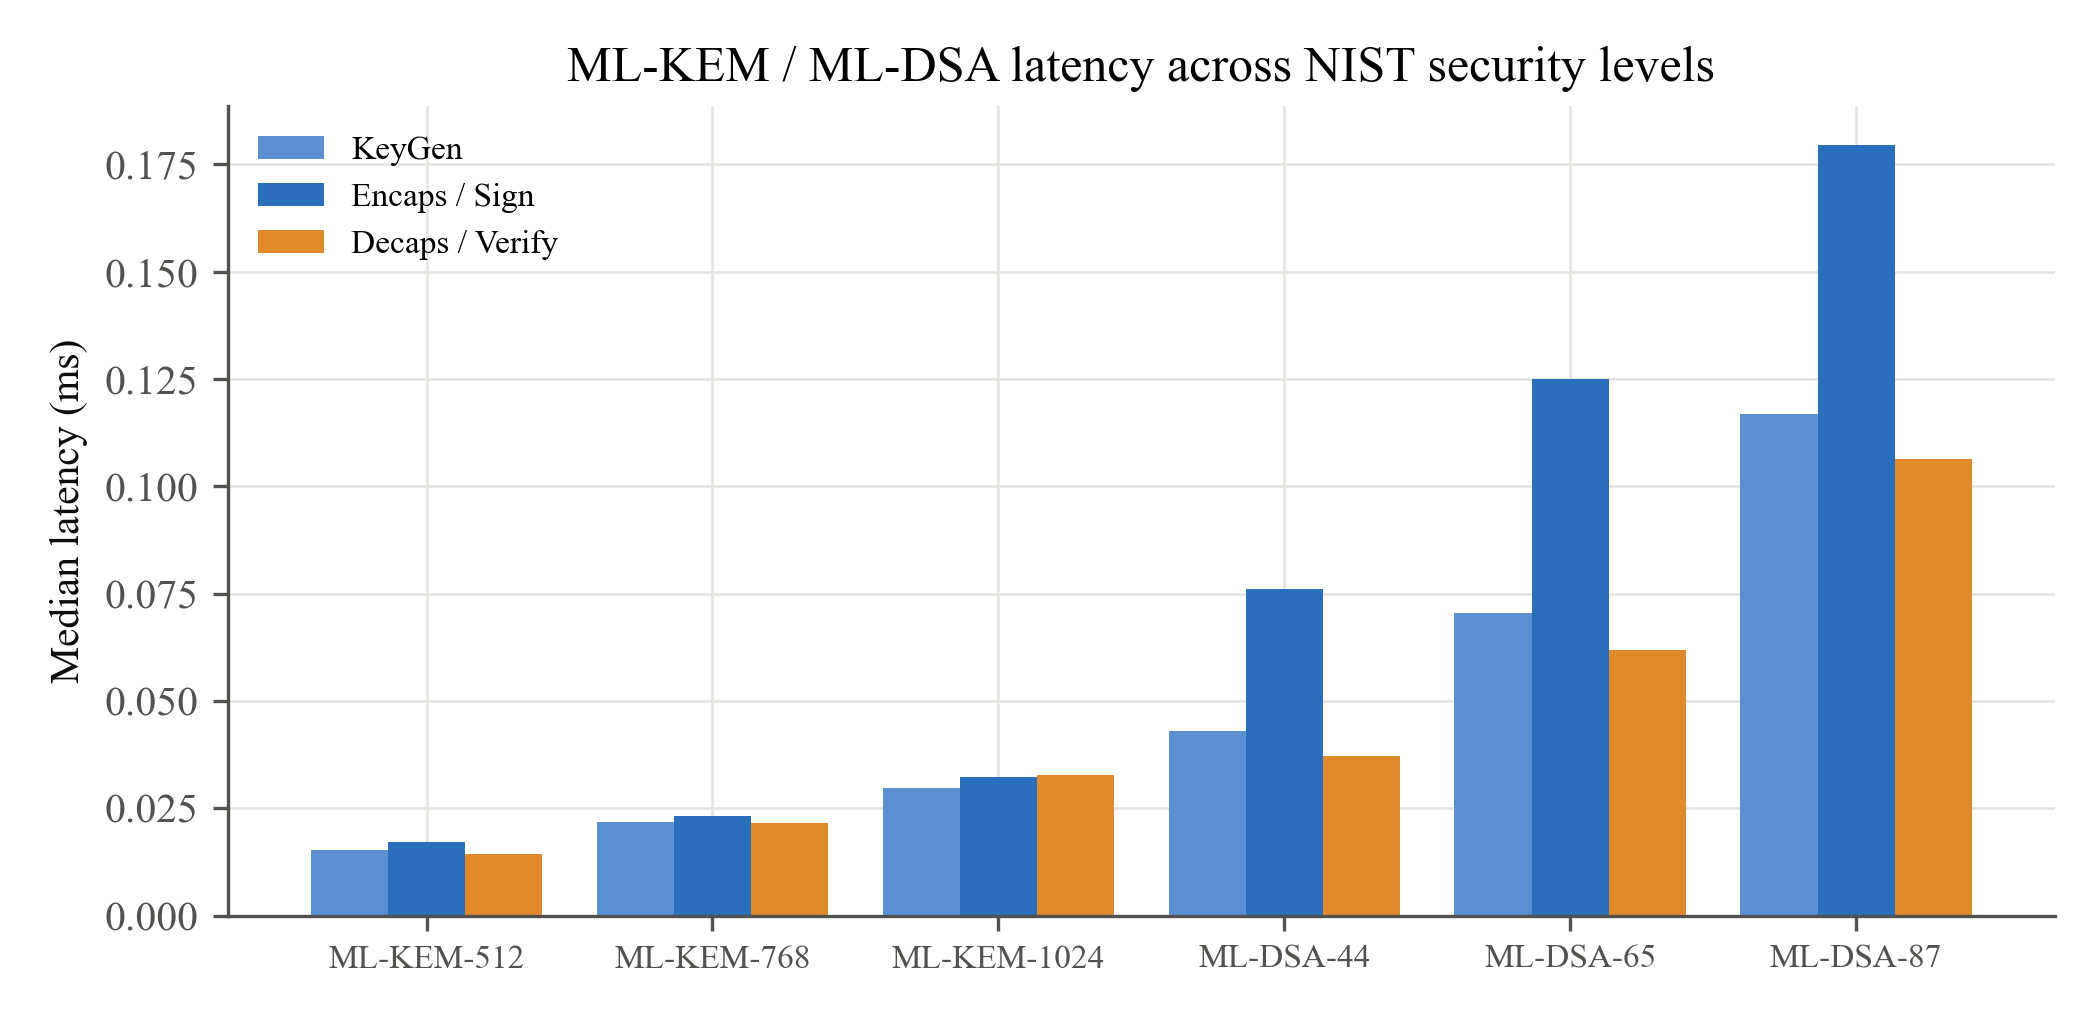 ML-KEM / ML-DSA latency across NIST security levels
KeyGen
Encaps / Sign
Decaps / Verify
Median latency (ms)
0.175
0.150
0.125
0.100
0.075
0.050
0.025
0.000
ML-KEM-512
ML-KEM-768
ML-KEM-1024
ML-DSA-44
ML-DSA-65
ML-DSA-87